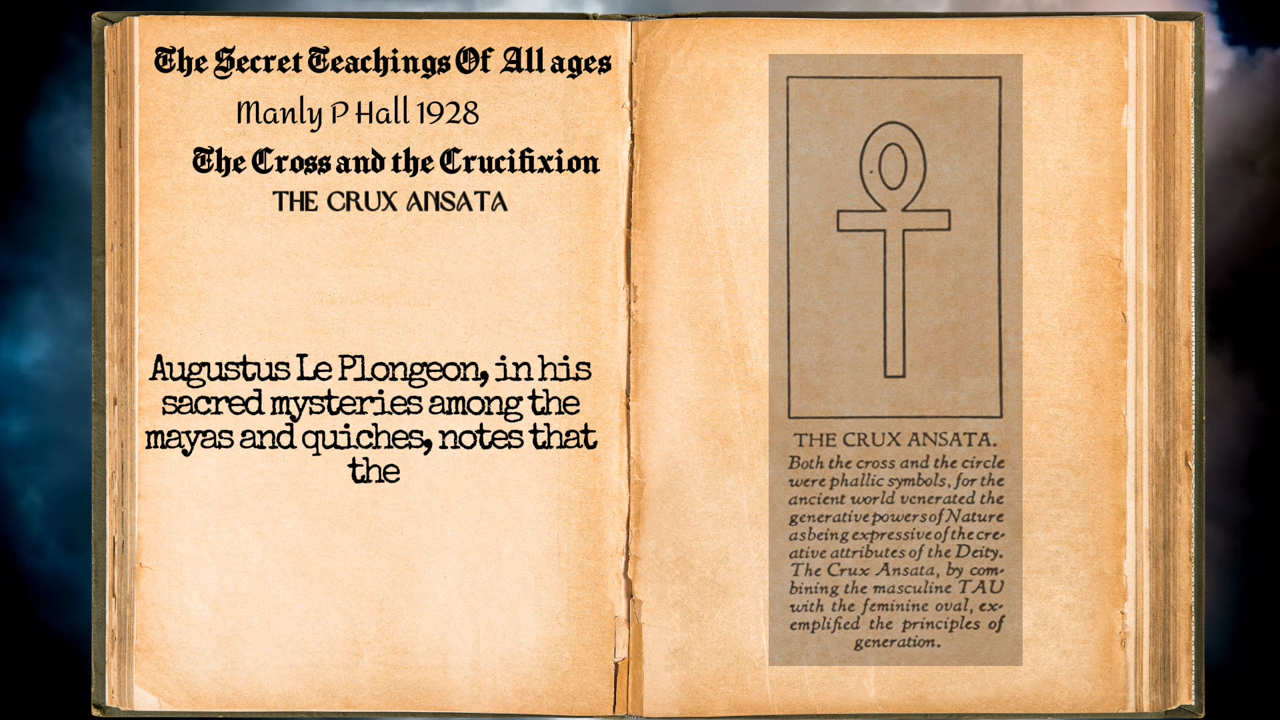 The Secret Teachings Of All ages
Manly P Hall 1928
The Cross and the Crucifixion
THE CRUX ANSATA
Augustus Le Plongeon, in his
sacred mysteries among the
mayas and quiches, notes that
the
THE CRUX ANSATA.
Both the cross and the circle
were phallic symbols, for the
ancient world venerated the
generative powers of Nature
as being expressive of the cre-
ative attributes of the Deity.
The Crux Ansata, by com-
bining the masculine TAU
with the feminine oval, ex-
emplified the principles of
generation.